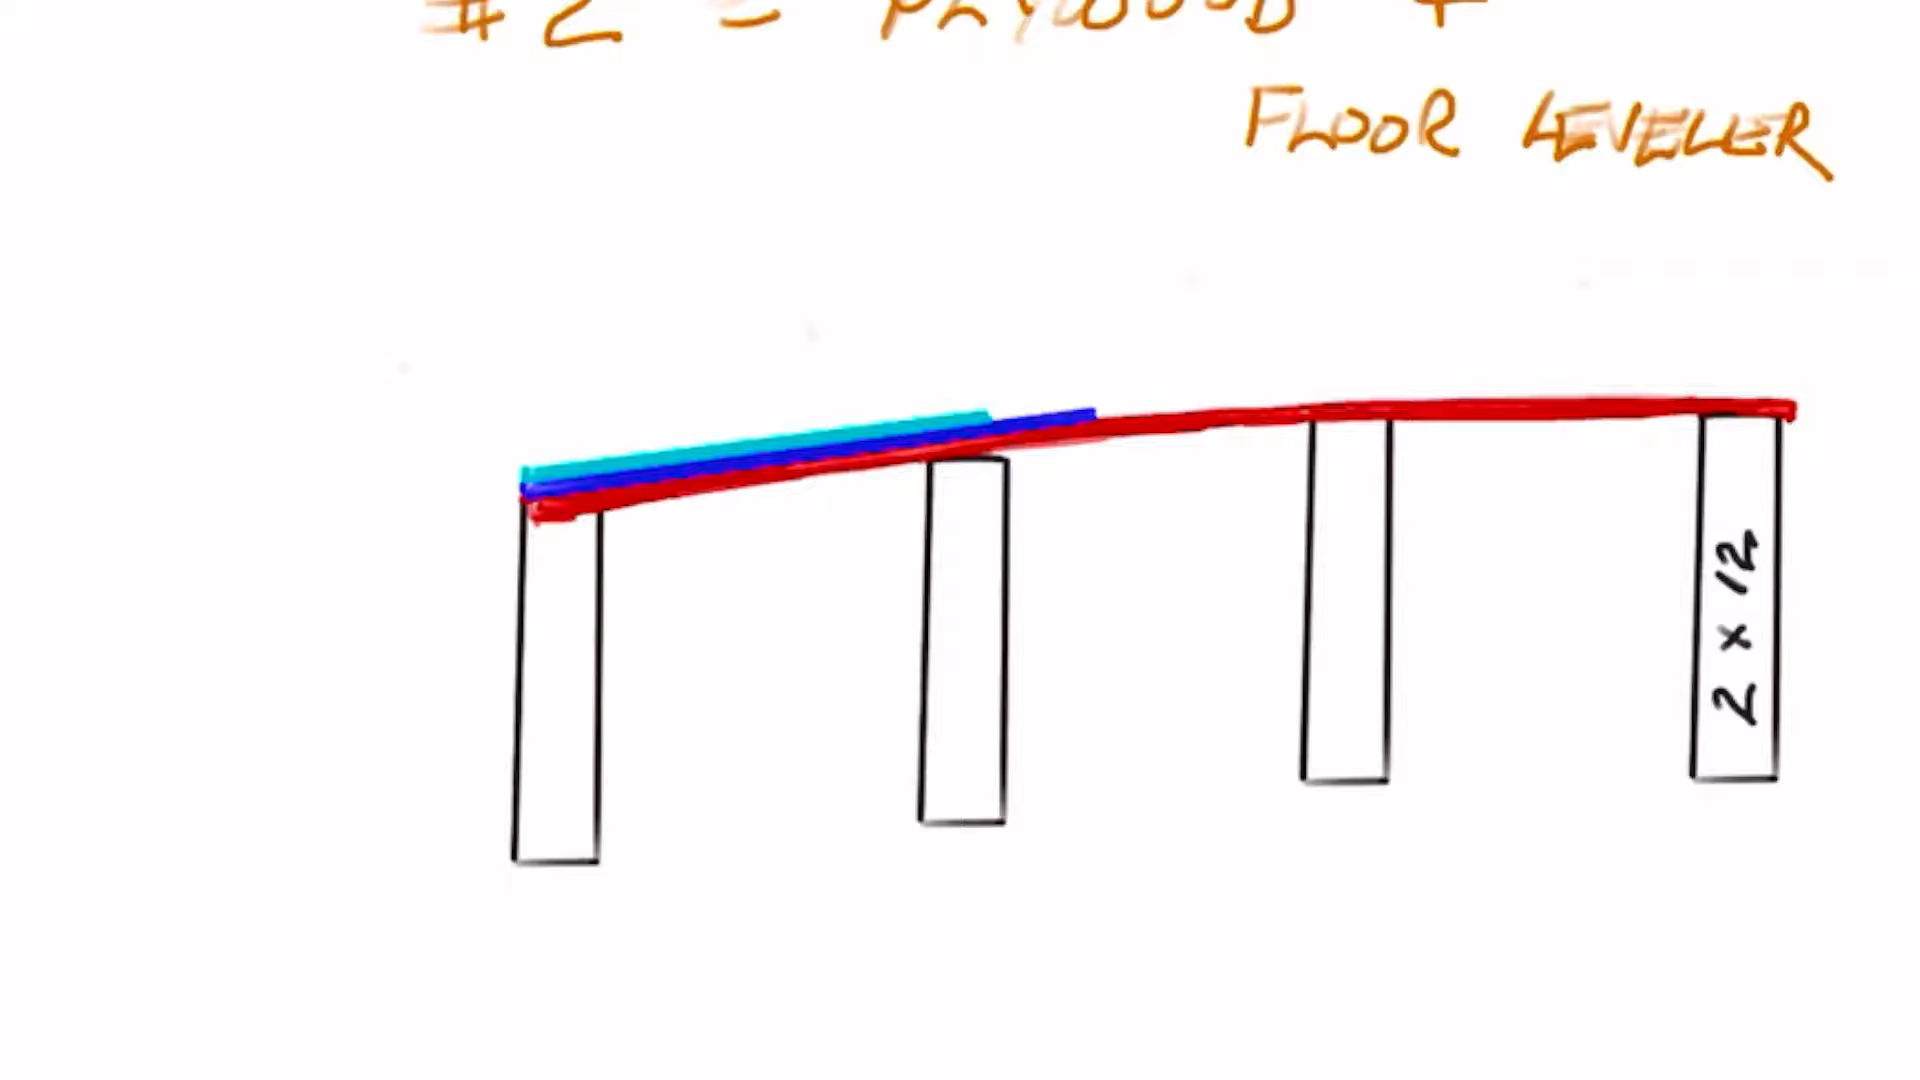 #2 = PLYWOOD +
FLOOR LEVELER
2 x 12